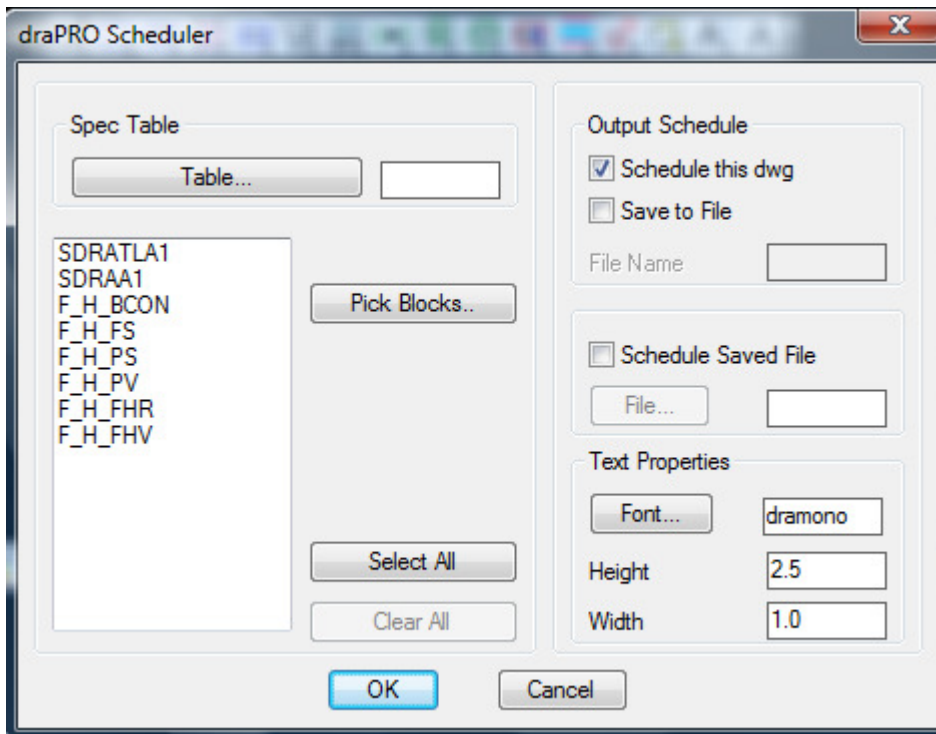 draPRO Scheduler
X
Spec Table
Table...
SDRATLA1
SDRAA1
F_H_BCON
F_H_FS
F_H_PS
F_H_PV
F_H_FHR
F_H_FHV
Pick Blocks..
Select All
Clear All
Output Schedule
Schedule this dwg
Save to File
File Name
Schedule Saved File
File...
Text Properties
Font... dramono
Height 2.5
Width 1.0
OK Cancel